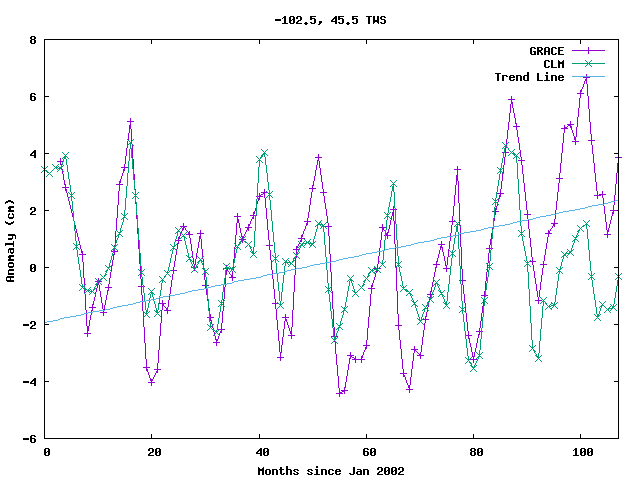 -102.5, 45.5 TWS
GRACE
CLM
Trend Line
8
6
4
2
0
-2
-4
-6
Anomaly (cm)
0 20 40 60 80 100
Months since Jan 2002